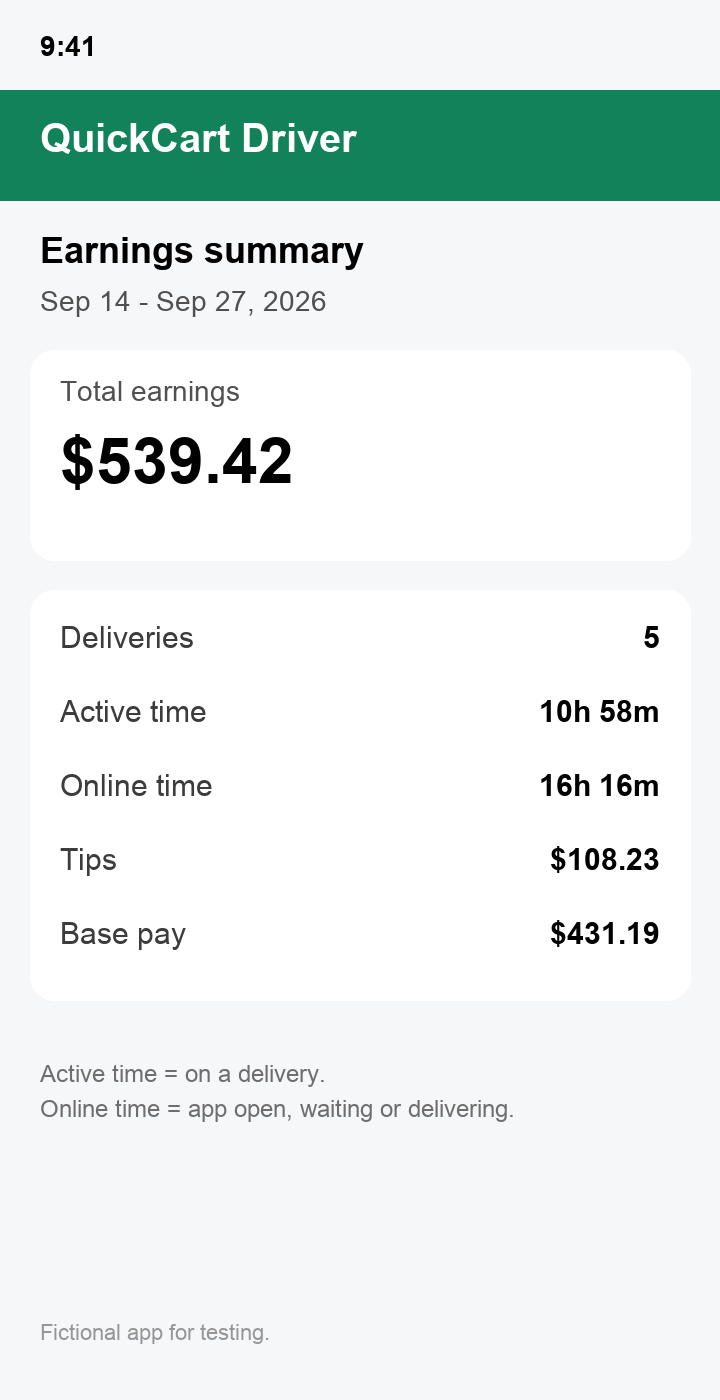 9:41
QuickCart Driver
Earnings summary
Sep 14 - Sep 27, 2026
Total earnings
$539.42
Deliveries 5
Active time 10h 58m
Online time 16h 16m
Tips $108.23
Base pay $431.19
Active time = on a delivery.
Online time = app open, waiting or delivering.
Fictional app for testing.